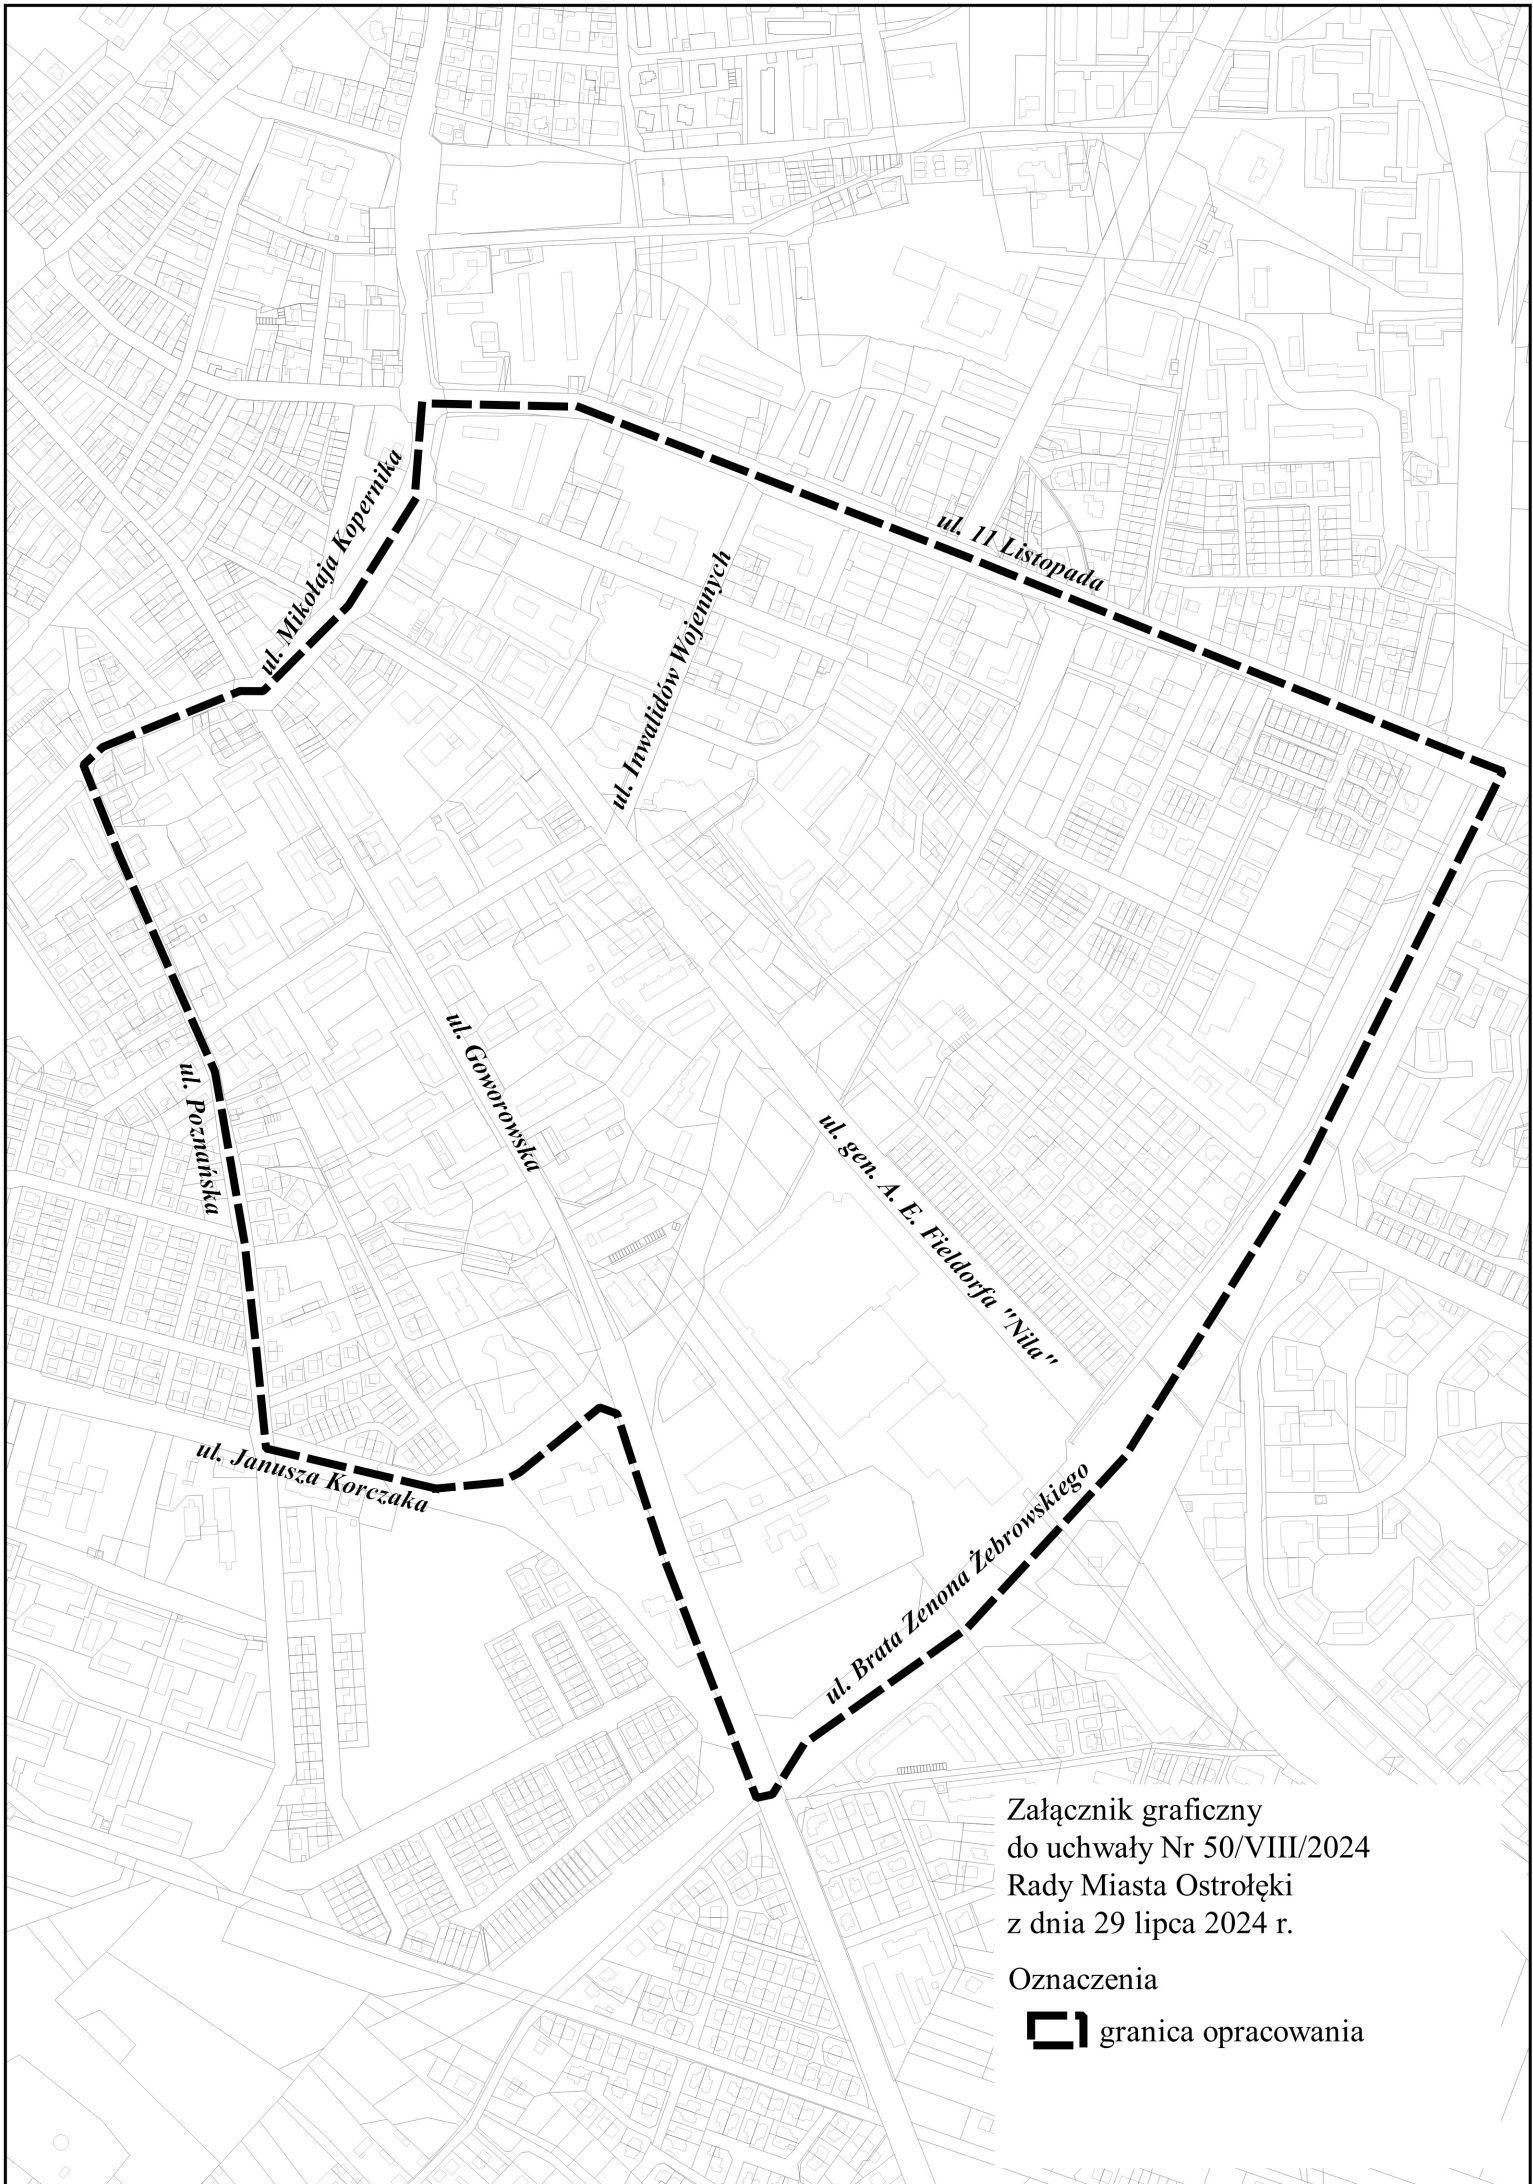 ul. Mikołaja Kopernika
ul. 11 Listopada
ul. Inwalidów Wojennych
ul. Goworowska
ul. Poznańska
ul. gen. A. E. Fieldorfa "Nila"
ul. Janusza Korczaka
ul. Brata Zenona Żebrowskiego
Załącznik graficzny
do uchwały Nr 50/VIII/2024
Rady Miasta Ostrołęki
z dnia 29 lipca 2024 r.
Oznaczenia
granica opracowania